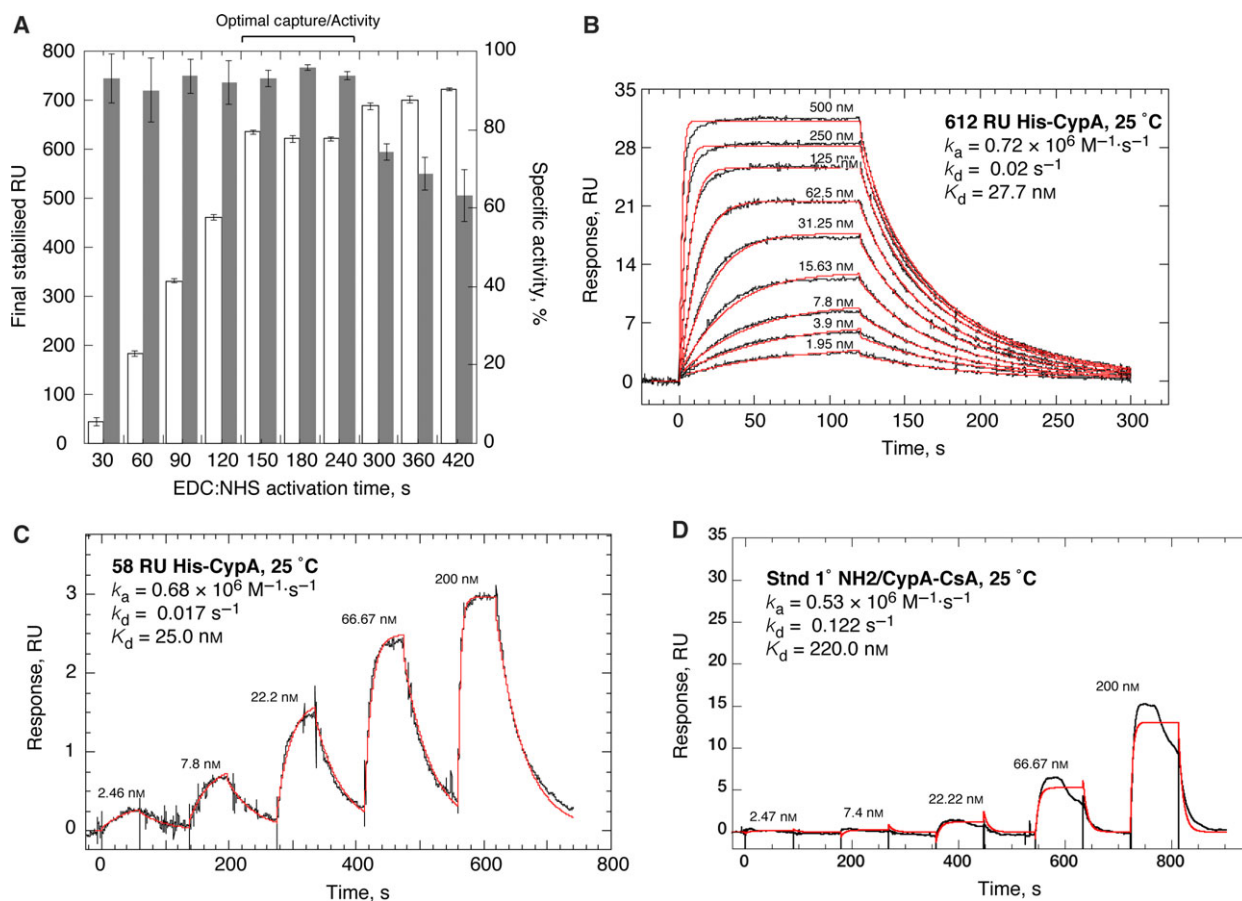 A
Optimal capture/Activity
800
700
600
500
400
300
200
100
0
Final stabilised RU
100
80
60
40
20
0
Specific activity, %
30 60 90 120 150 180 240 300 360 420
EDC:NHS activation time, s
B
35
28
21
14
7
0
Response, RU
500 nM
250 nM
125 nM
62.5 nM
31.25 nM
15.63 nM
7.8 nM
3.9 nM
1.95 nM
612 RU His-CypA, 25 ˚C
ka = 0.72 × 10⁶ M⁻¹·s⁻¹
kd = 0.02 s⁻¹
Kd = 27.7 nM
0 50 100 150 200 250 300
Time, s
C
58 RU His-CypA, 25 ˚C
ka = 0.68 × 10⁶ M⁻¹·s⁻¹
kd = 0.017 s⁻¹
Kd = 25.0 nM
3
2
1
0
Response, RU
2.46 nM
7.8 nM
22.2 nM
66.67 nM
200 nM
0 200 400 600 800
Time, s
D
35
30
25
20
15
10
5
0
Response, RU
Stnd 1˚ NH2/CypA-CsA, 25 ˚C
ka = 0.53 × 10⁶ M⁻¹·s⁻¹
kd = 0.122 s⁻¹
Kd = 220.0 nM
2.47 nM
7.4 nM
22.22 nM
66.67 nM
200 nM
0 200 400 600 800
Time, s